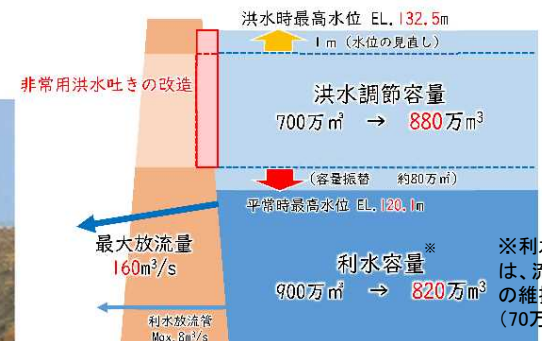 洪水時最高水位 EL.132.5m
1m (水位の見直し)
非常用洪水吐きの改造
洪水調節容量
700万㎥ → 880万m³
(容量振替 約80万㎥)
平常時最高水位 EL.120.1m
最大放流量
160m³/s
利水容量※
900万㎥ → 820万m³
利水放流管
Max.8m³/s
※利水
は、流
の維持
(70万